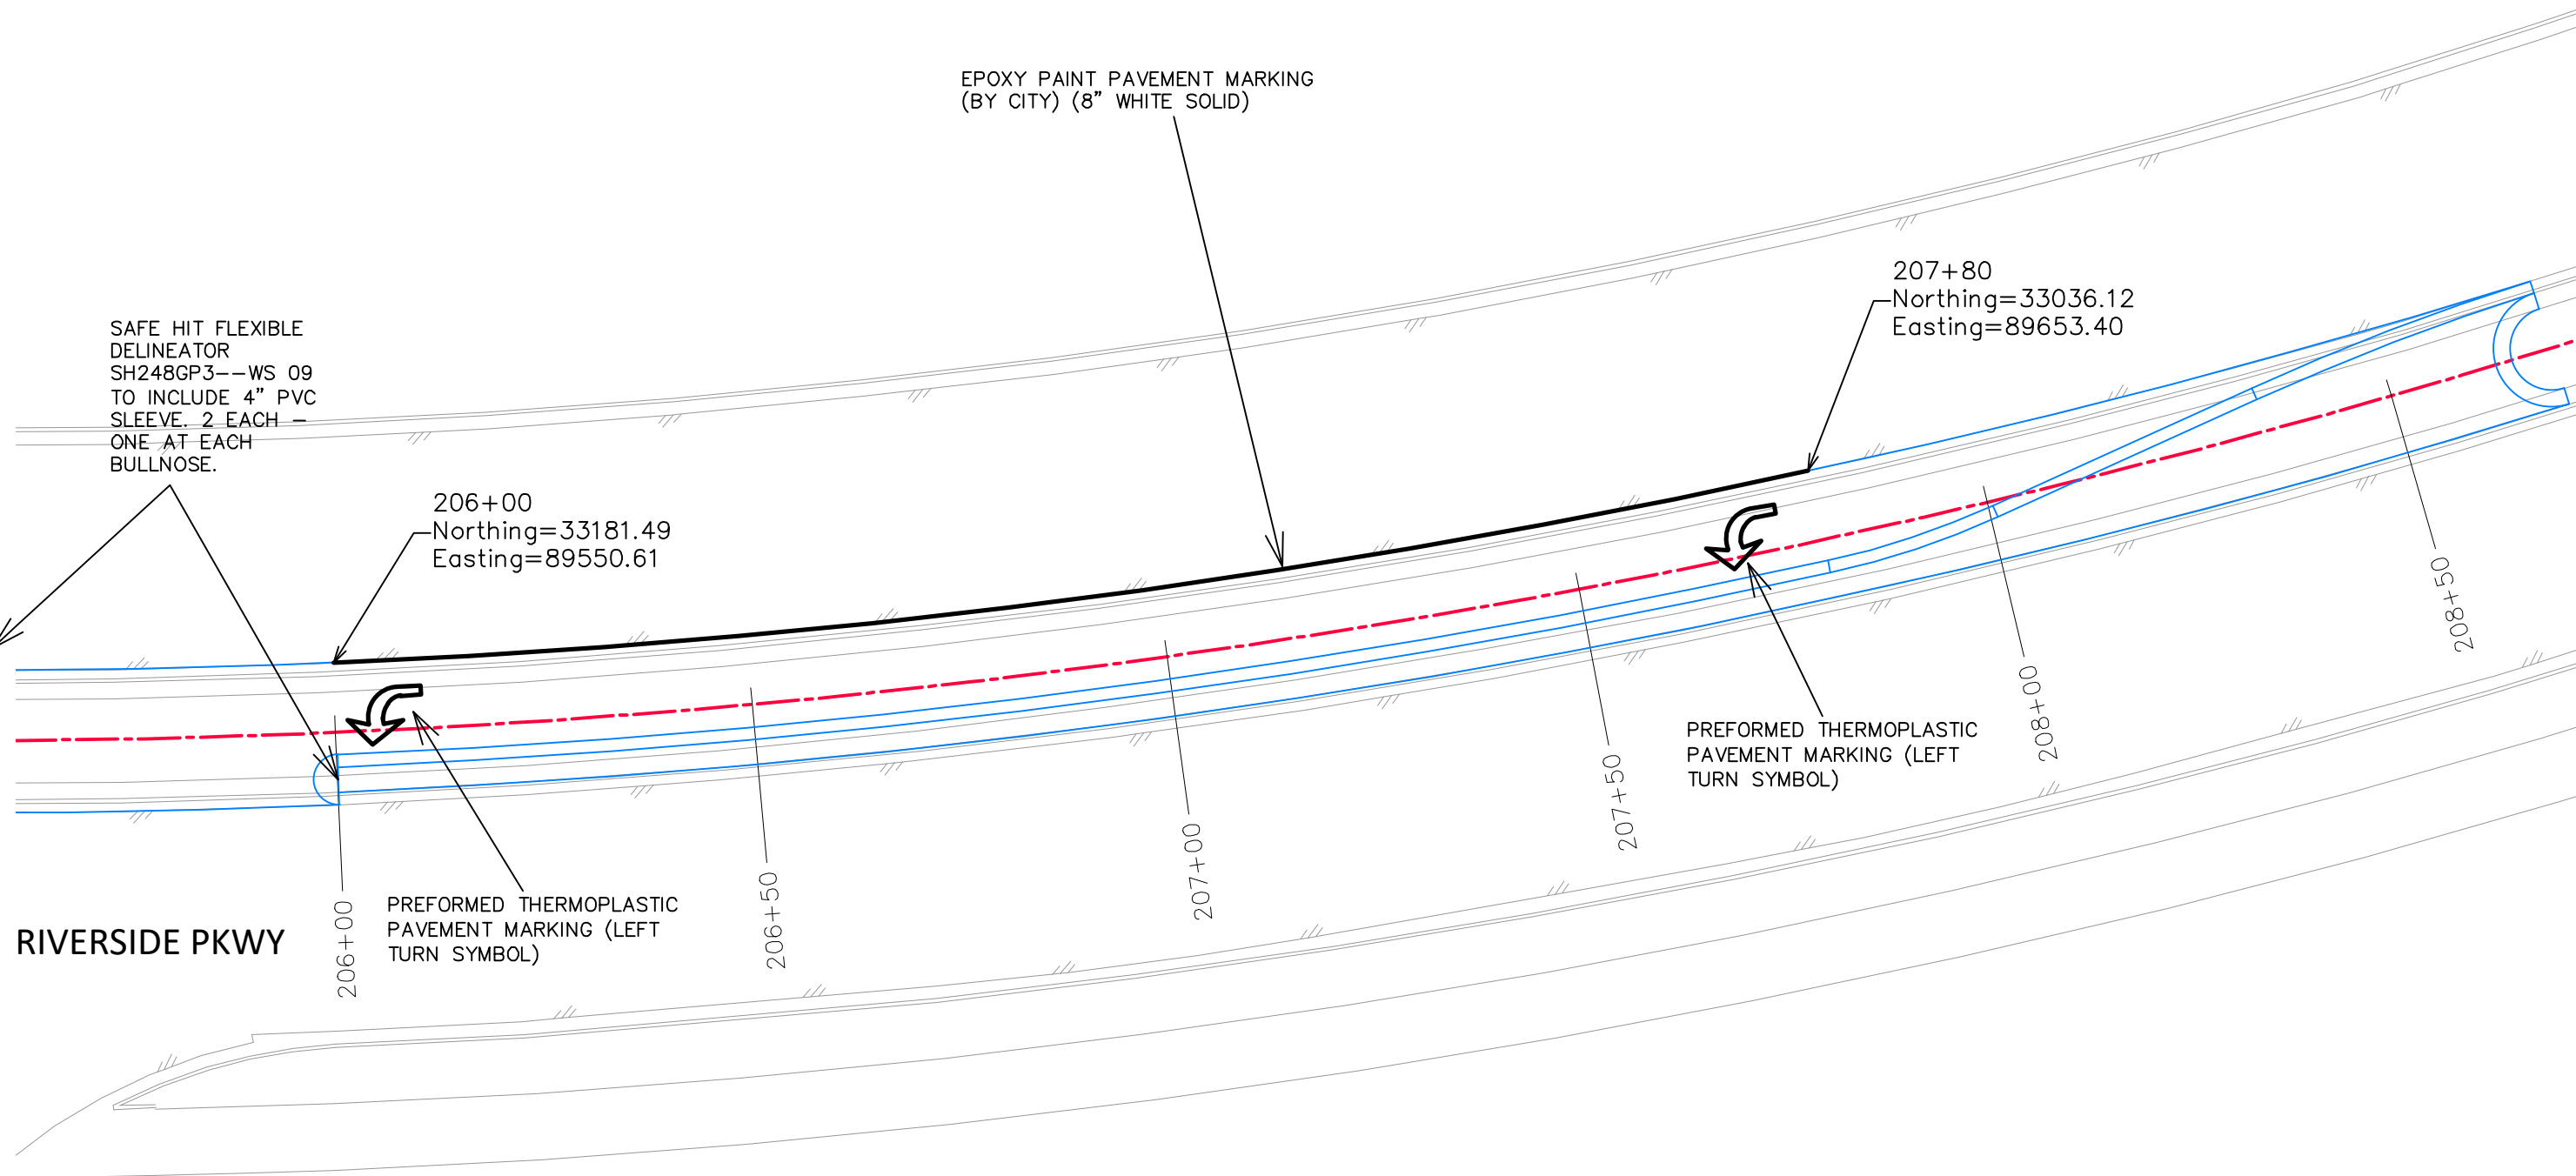 EPOXY PAINT PAVEMENT MARKING
(BY CITY) (8" WHITE SOLID)
207+80
Northing=33036.12
Easting=89653.40
SAFE HIT FLEXIBLE
DELINEATOR
SH248GP3--WS 09
TO INCLUDE 4" PVC
SLEEVE. 2 EACH –
ONE AT EACH
BULLNOSE.
206+00
Northing=33181.49
Easting=89550.61
PREFORMED THERMOPLASTIC
PAVEMENT MARKING (LEFT
TURN SYMBOL)
PREFORMED THERMOPLASTIC
PAVEMENT MARKING (LEFT
TURN SYMBOL)
RIVERSIDE PKWY
206+00
206+50
207+00
207+50
208+00
208+50